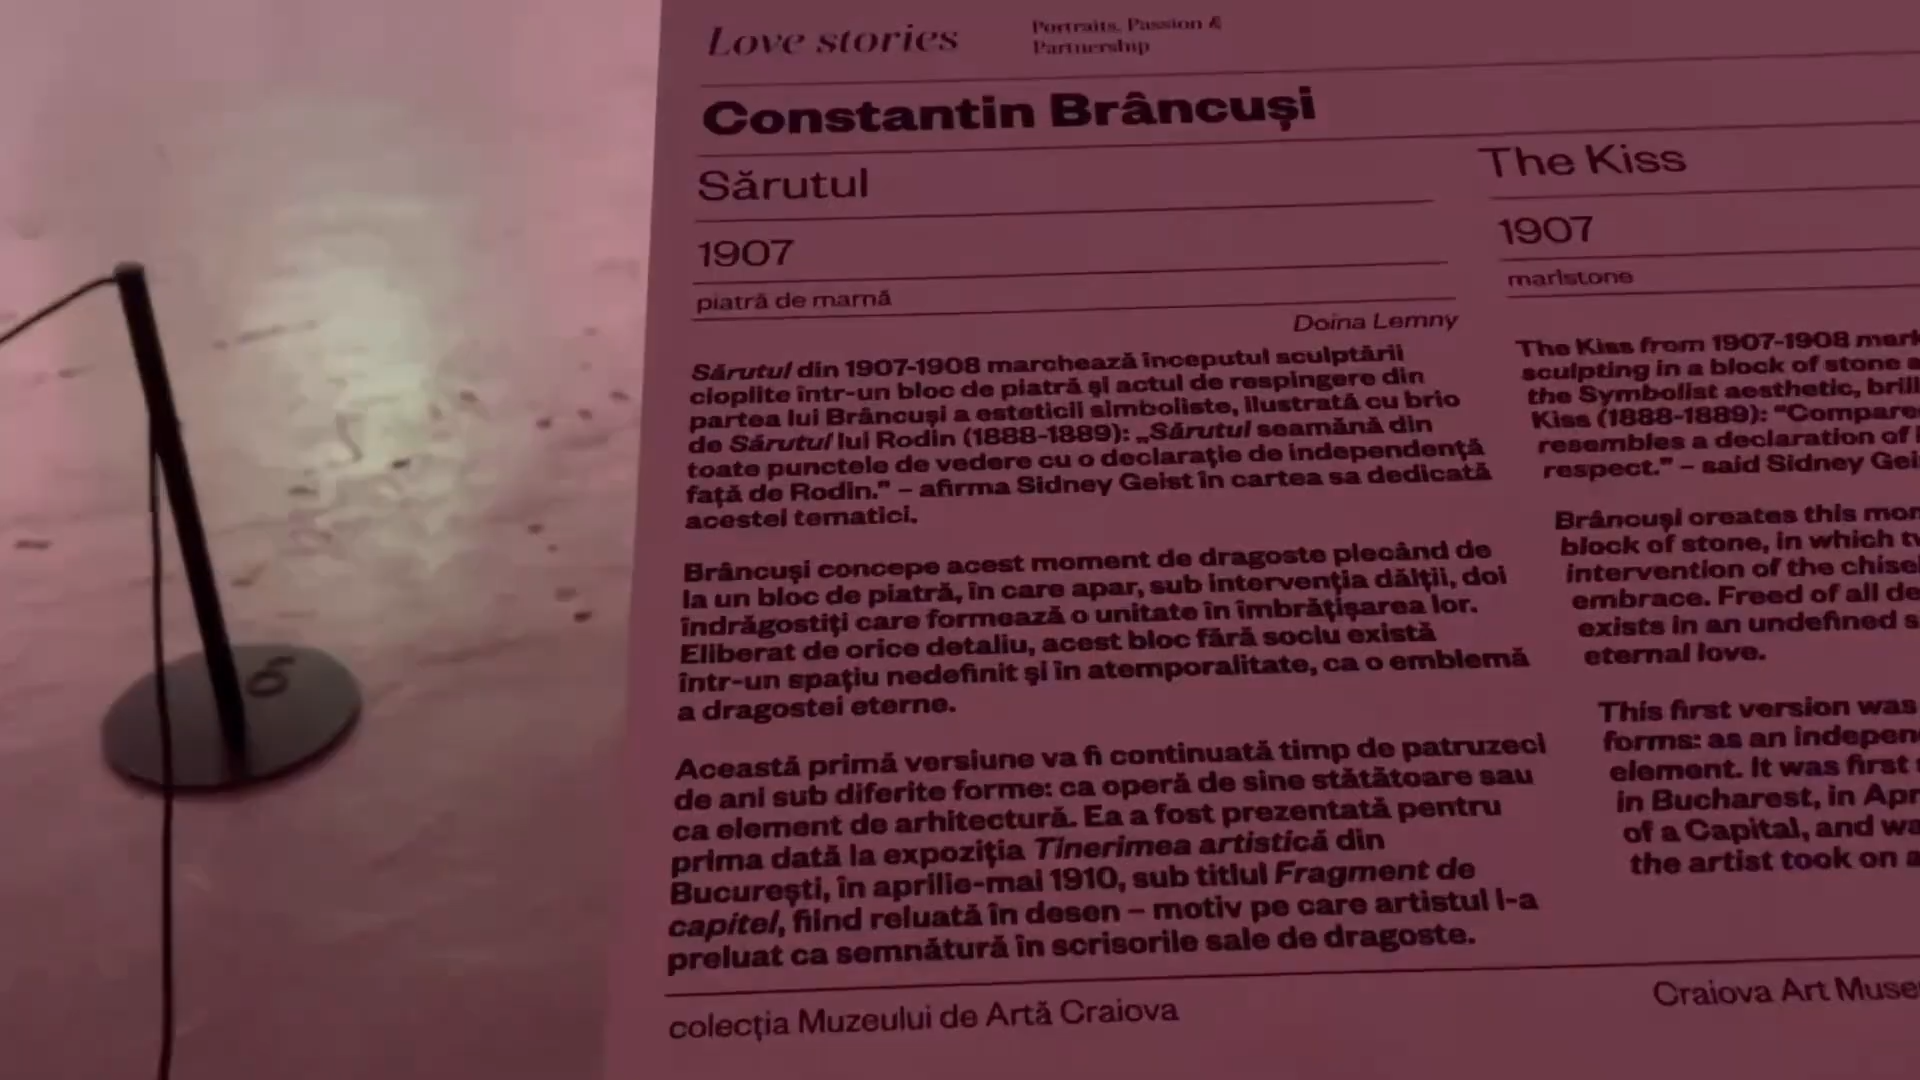 Love stories
Portraits, Passion &
Partnership
Constantin Brâncuși
Sărutul
1907
piatră de marnă
Doina Lemny
Sărutul din 1907-1908 marchează începutul sculptării
cioplite într-un bloc de piatră și actul de respingere din
partea lui Brâncuși a esteticii simboliste, ilustrată cu brio
de Sărutul lui Rodin (1888-1889): „Sărutul seamănă din
toate punctele de vedere cu o declarație de independență
față de Rodin.” – afirma Sidney Geist în cartea sa dedicată
acestei tematici.
Brâncuși concepe acest moment de dragoste plecând de
la un bloc de piatră, în care apar, sub intervenția dălții, doi
îndrăgostiți care formează o unitate în îmbrățișarea lor.
Eliberat de orice detaliu, acest bloc fără soclu există
într-un spațiu nedefinit și în atemporalitate, ca o emblemă
a dragostei eterne.
Această primă versiune va fi continuată timp de patruzeci
de ani sub diferite forme: ca operă de sine stătătoare sau
ca element de arhitectură. Ea a fost prezentată pentru
prima dată la expoziția Tinerimea artistică din
București, în aprilie-mai 1910, sub titlul Fragment de
capitel, fiind reluată în desen – motiv pe care artistul l-a
preluat ca semnătură în scrisorile sale de dragoste.
colecția Muzeului de Artă Craiova
The Kiss
1907
marlstone
The Kiss from 1907-1908 mark
sculpting in a block of stone a
the Symbolist aesthetic, brill
Kiss (1888-1889): “Compare
resembles a declaration of
respect.” – said Sidney Gei
Brâncuși creates this mom
block of stone, in which tw
intervention of the chisel
embrace. Freed of all de
exists in an undefined s
eternal love.
This first version was
forms: as an indepen
element. It was first
in Bucharest, in Apr
of a Capital, and wa
the artist took on a
Craiova Art Muse